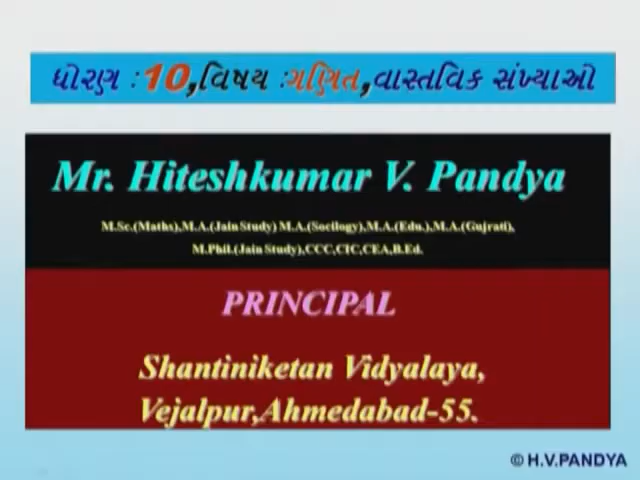 ધોરણ :10,વિષય :ગણિત,વાસ્તવિક સંખ્યાઓ
Mr. Hiteshkumar V. Pandya
M.Sc.(Maths),M.A.(Jain Study) M.A.(Socilogy),M.A.(Edu.),M.A.(Gujrati),
M.Phil.(Jain Study),CCC,CIC,CEA,B.Ed.
PRINCIPAL
Shantiniketan Vidyalaya,
Vejalpur,Ahmedabad-55.
© H.V.PANDYA